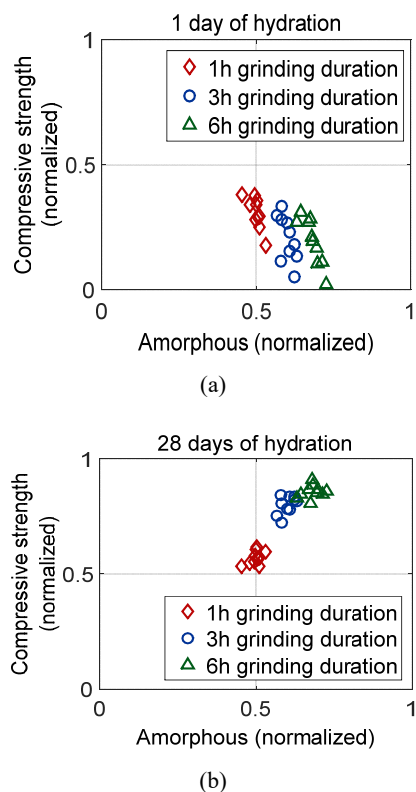 1 day of hydration
1
0.5
0
Compressive strength
(normalized)
1h grinding duration
3h grinding duration
6h grinding duration
0
0.5
1
Amorphous (normalized)
(a)
28 days of hydration
1
0.5
0
Compressive strength
(normalized)
1h grinding duration
3h grinding duration
6h grinding duration
0
0.5
1
Amorphous (normalized)
(b)